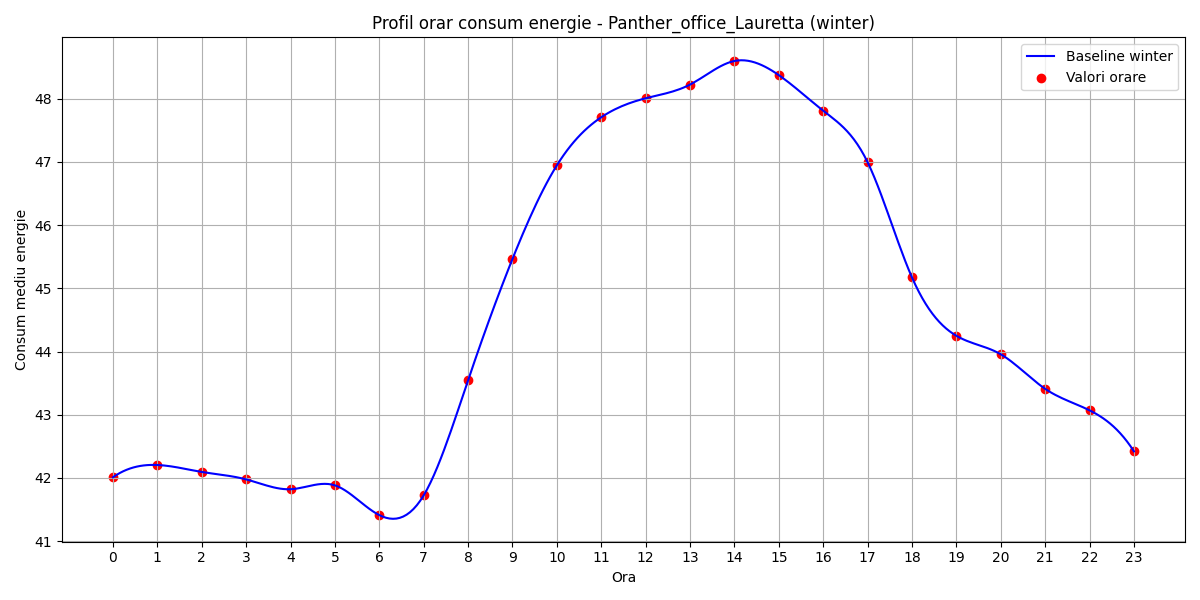 Profil orar consum energie - Panther_office_Lauretta (winter)
Baseline winter
Valori orare
Consum mediu energie
48
47
46
45
44
43
42
41
0 1 2 3 4 5 6 7 8 9 10 11 12 13 14 15 16 17 18 19 20 21 22 23
Ora